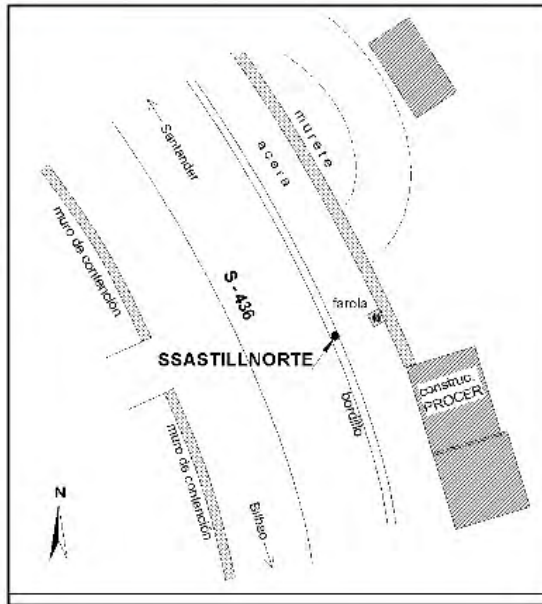 murete
acera
Santander
muro de contención
S-436
farola
SSASTILLNORTE
bordillo
construc.
PROCER
muro de contención
Bilbao
N